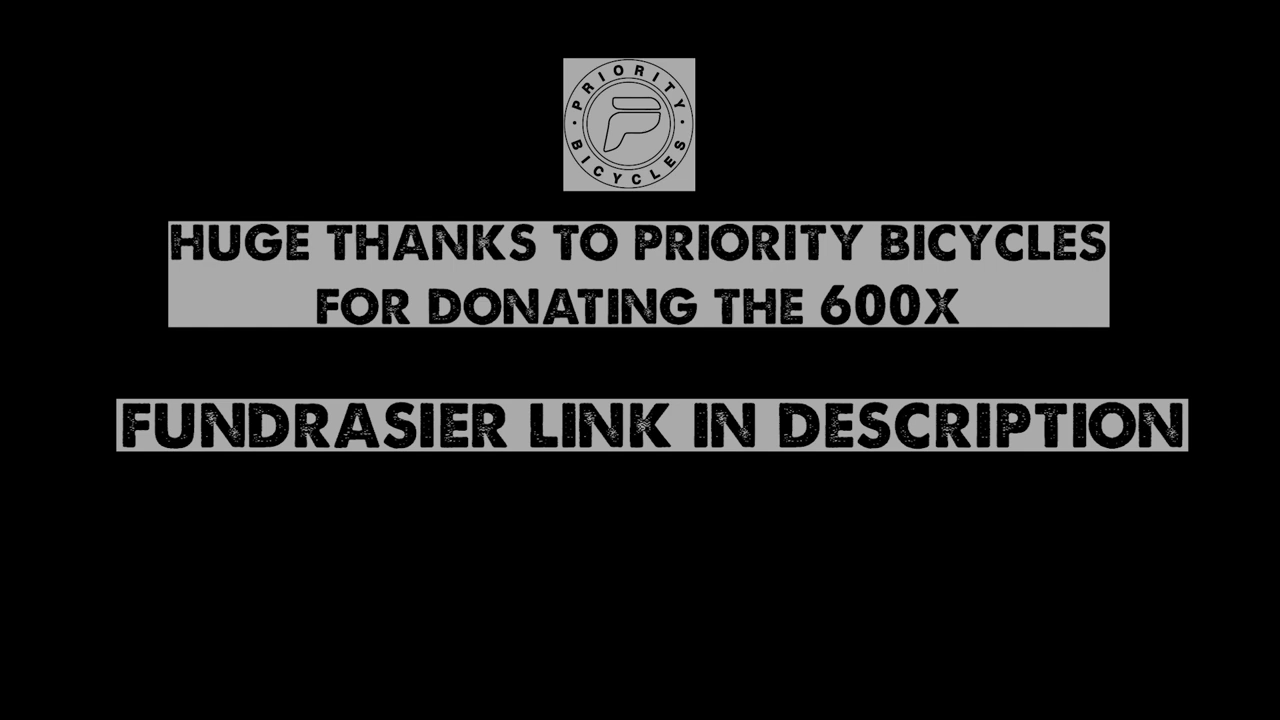 PRIORITY
BICYCLES
HUGE THANKS TO PRIORITY BICYCLES
FOR DONATING THE 600X
FUNDRASIER LINK IN DESCRIPTION